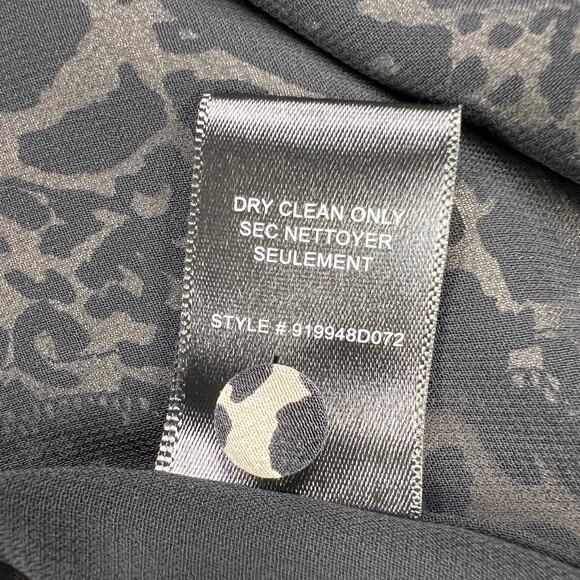 DRY CLEAN ONLY
SEC NETTOYER
SEULEMENT
STYLE # 919948D072